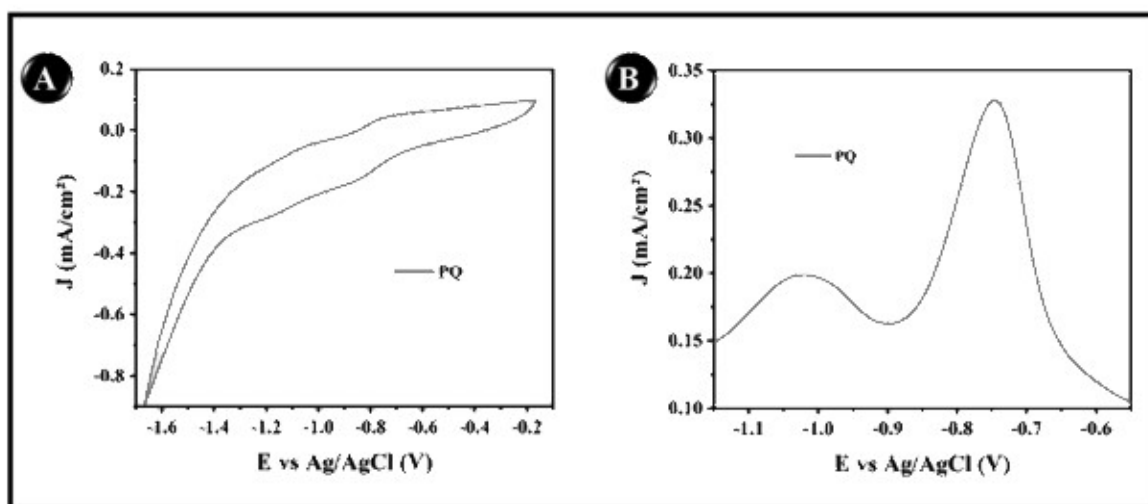 A
0.2
0.0
-0.2
-0.4
-0.6
-0.8
J (mA/cm²)
PQ
-1.6 -1.4 -1.2 -1.0 -0.8 -0.6 -0.4 -0.2
E vs Ag/AgCl (V)
B
0.35
0.30
0.25
0.20
0.15
0.10
J (mA/cm²)
PQ
-1.1 -1.0 -0.9 -0.8 -0.7 -0.6
E vs Ag/AgCl (V)